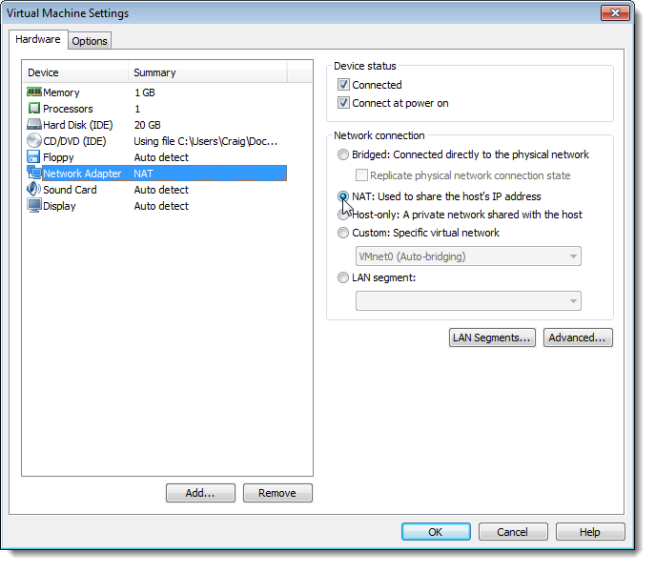 Virtual Machine Settings
Hardware
Options
Device Summary
Memory 1 GB
Processors 1
Hard Disk (IDE) 20 GB
CD/DVD (IDE) Using file C:\Users\Craig\Doc...
Floppy Auto detect
Network Adapter NAT
Sound Card Auto detect
Display Auto detect
Add...
Remove
Device status
Connected
Connect at power on
Network connection
Bridged: Connected directly to the physical network
Replicate physical network connection state
NAT: Used to share the host's IP address
Host-only: A private network shared with the host
Custom: Specific virtual network
VMnet0 (Auto-bridging)
LAN segment:
LAN Segments...
Advanced...
OK
Cancel
Help